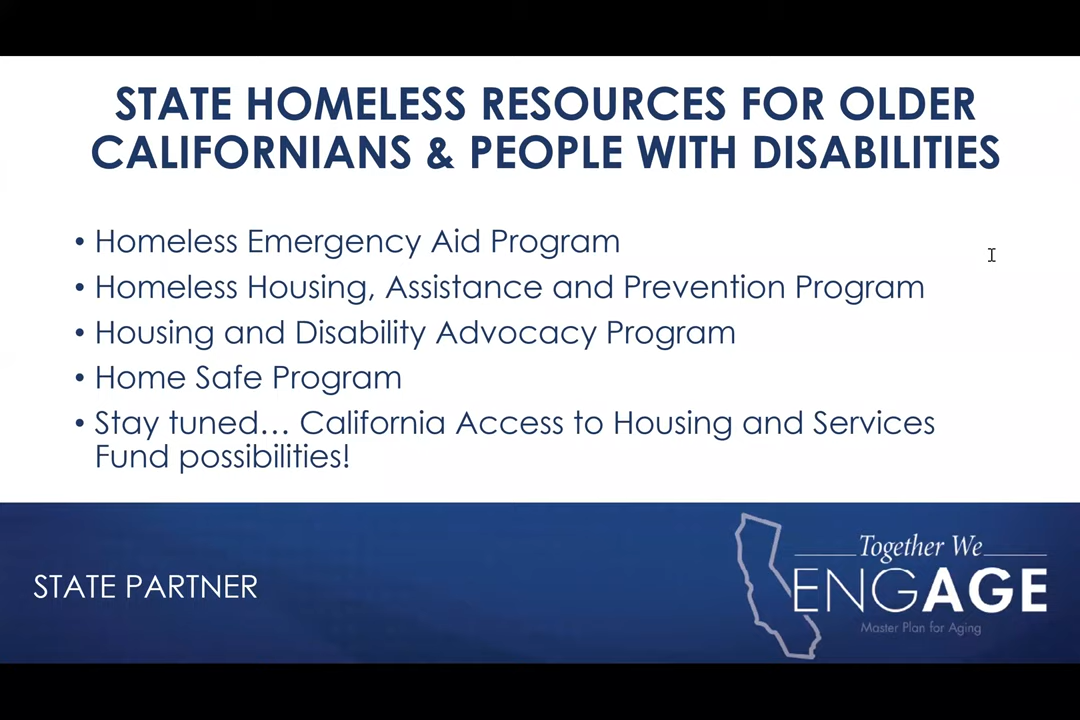 STATE HOMELESS RESOURCES FOR OLDER
CALIFORNIANS & PEOPLE WITH DISABILITIES
• Homeless Emergency Aid Program
• Homeless Housing, Assistance and Prevention Program
• Housing and Disability Advocacy Program
• Home Safe Program
• Stay tuned… California Access to Housing and Services
Fund possibilities!
STATE PARTNER
Together We
ENGAGE
Master Plan for Aging